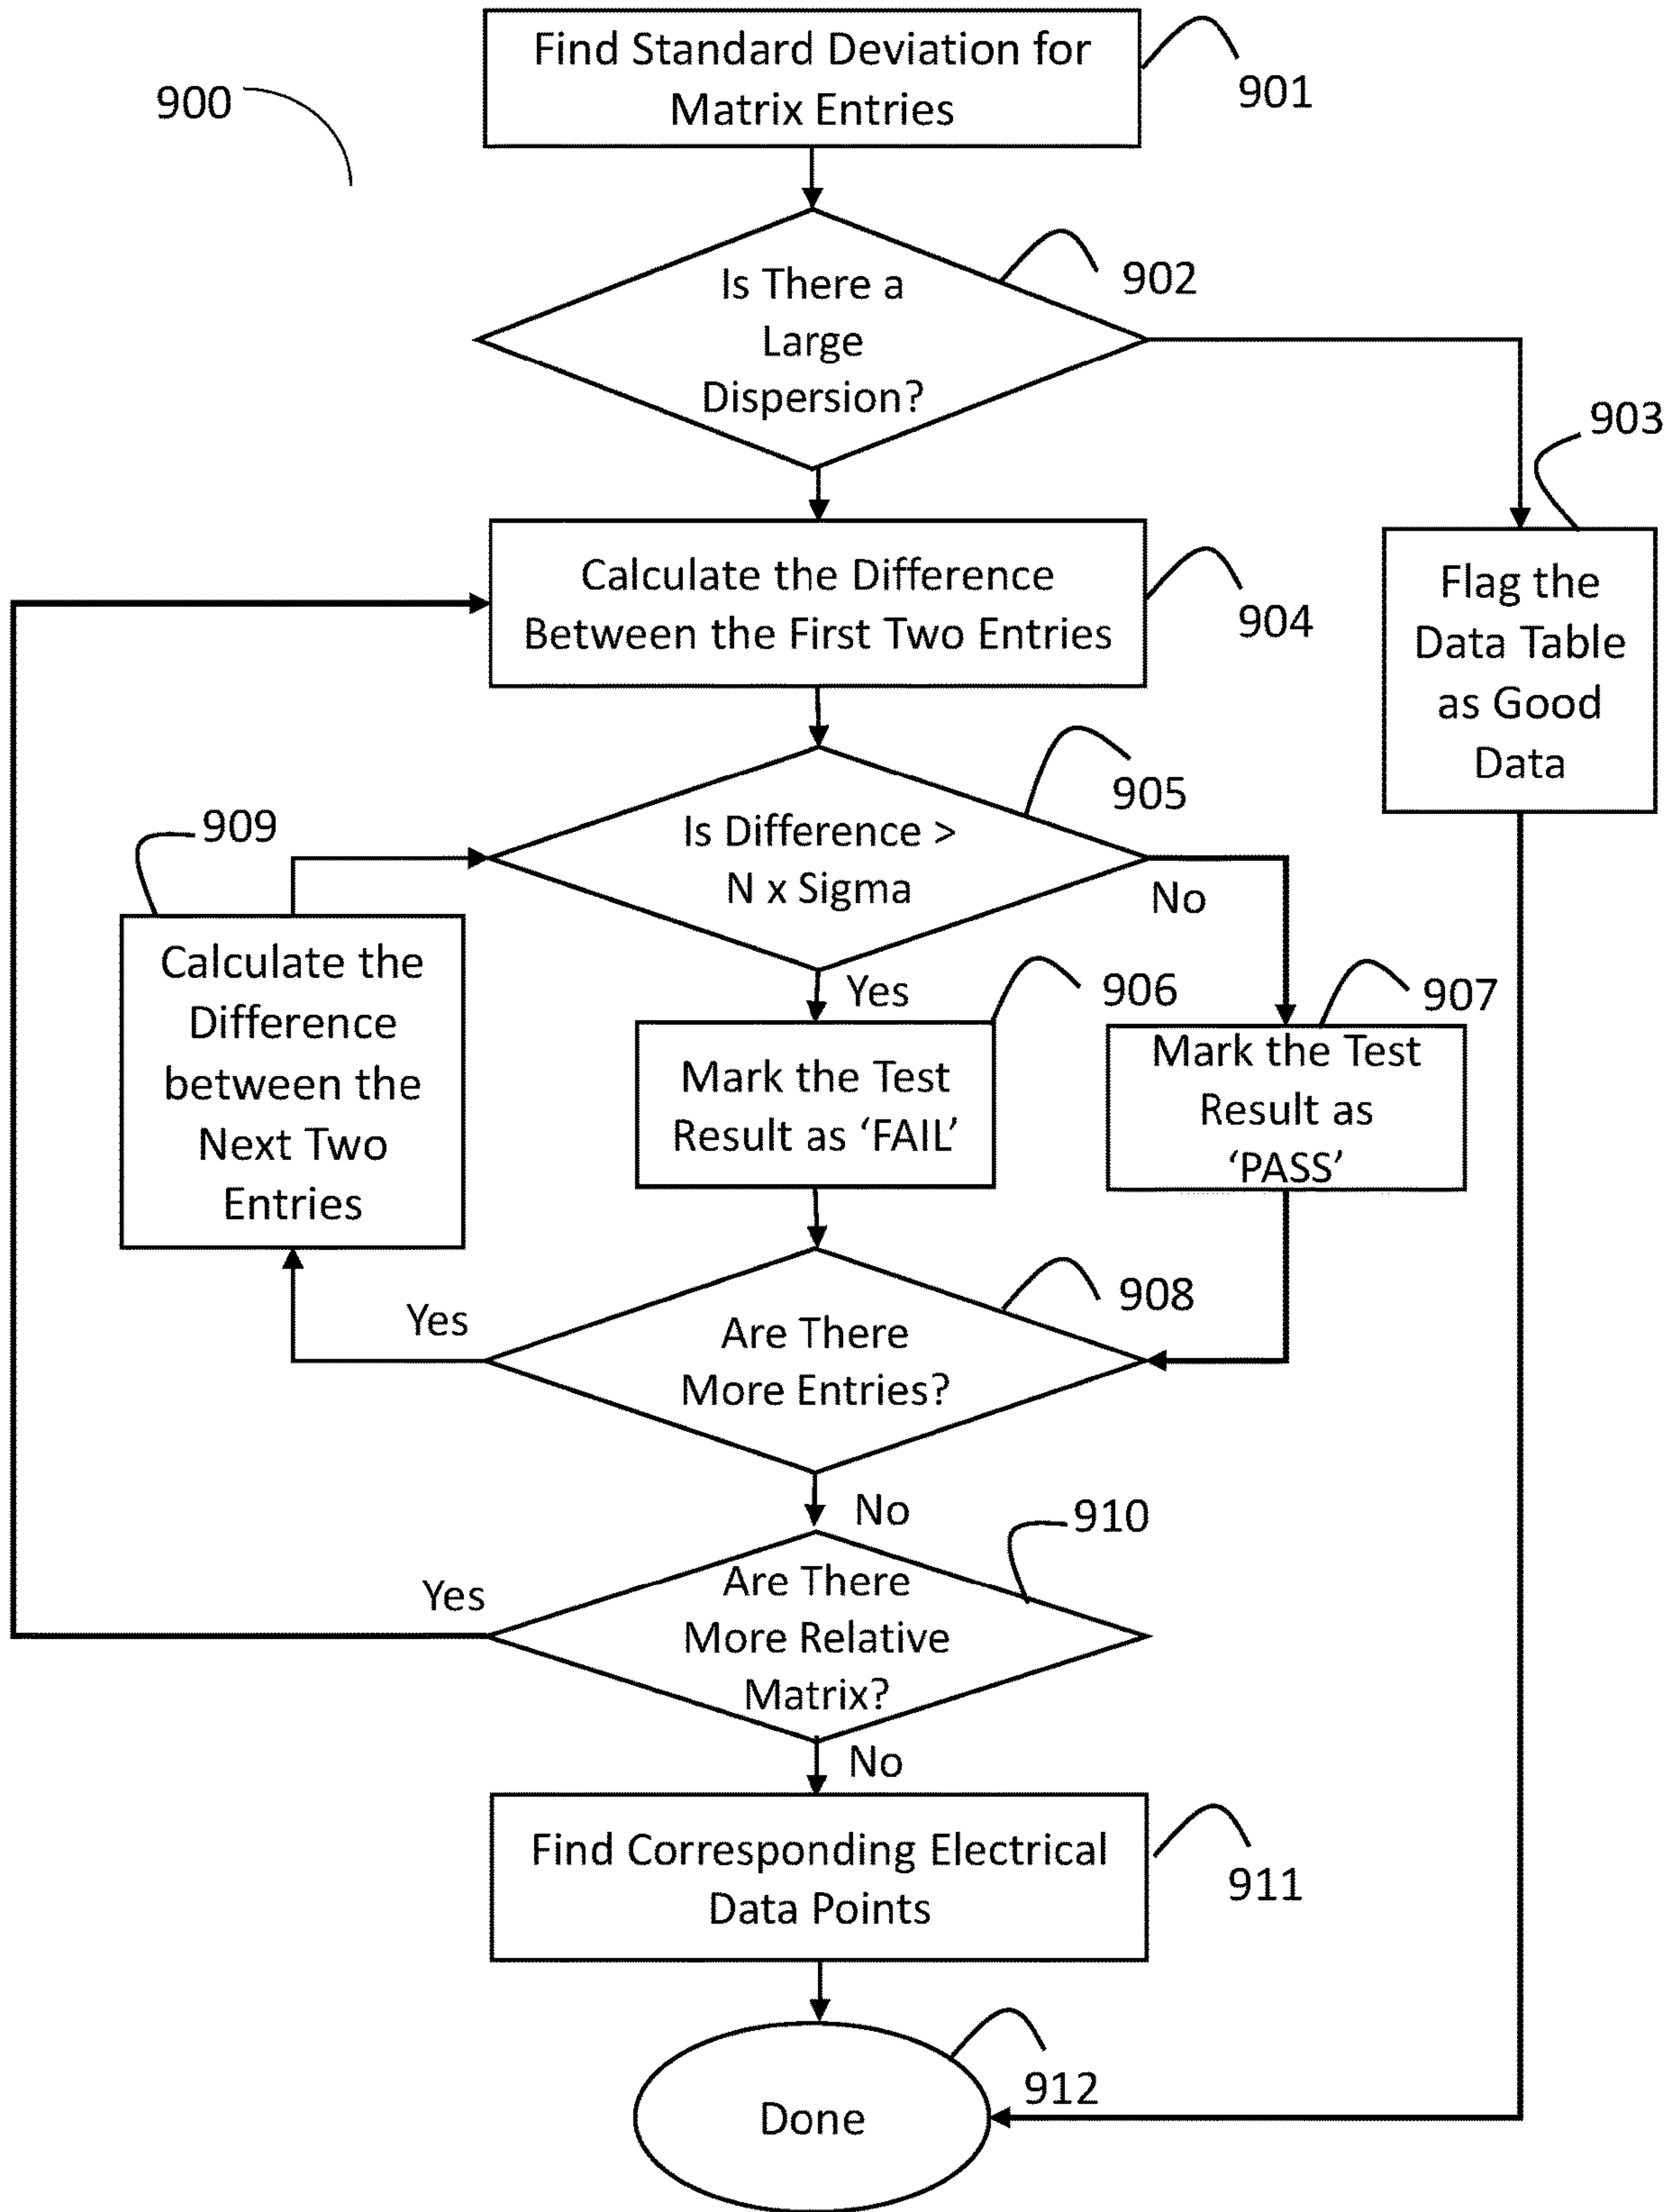 Find Standard Deviation for
Matrix Entries
901
900
Is There a
Large
Dispersion?
902
903
Flag the
Data Table
as Good
Data
Calculate the Difference
Between the First Two Entries
904
Is Difference >
N x Sigma
905
No
909
Calculate the
Difference
between the
Next Two
Entries
Yes
906
Mark the Test
Result as ‘FAIL’
907
Mark the Test
Result as
‘PASS’
Are There
More Entries?
908
Yes
No
910
Are There
More Relative
Matrix?
Yes
No
Find Corresponding Electrical
Data Points
911
Done
912